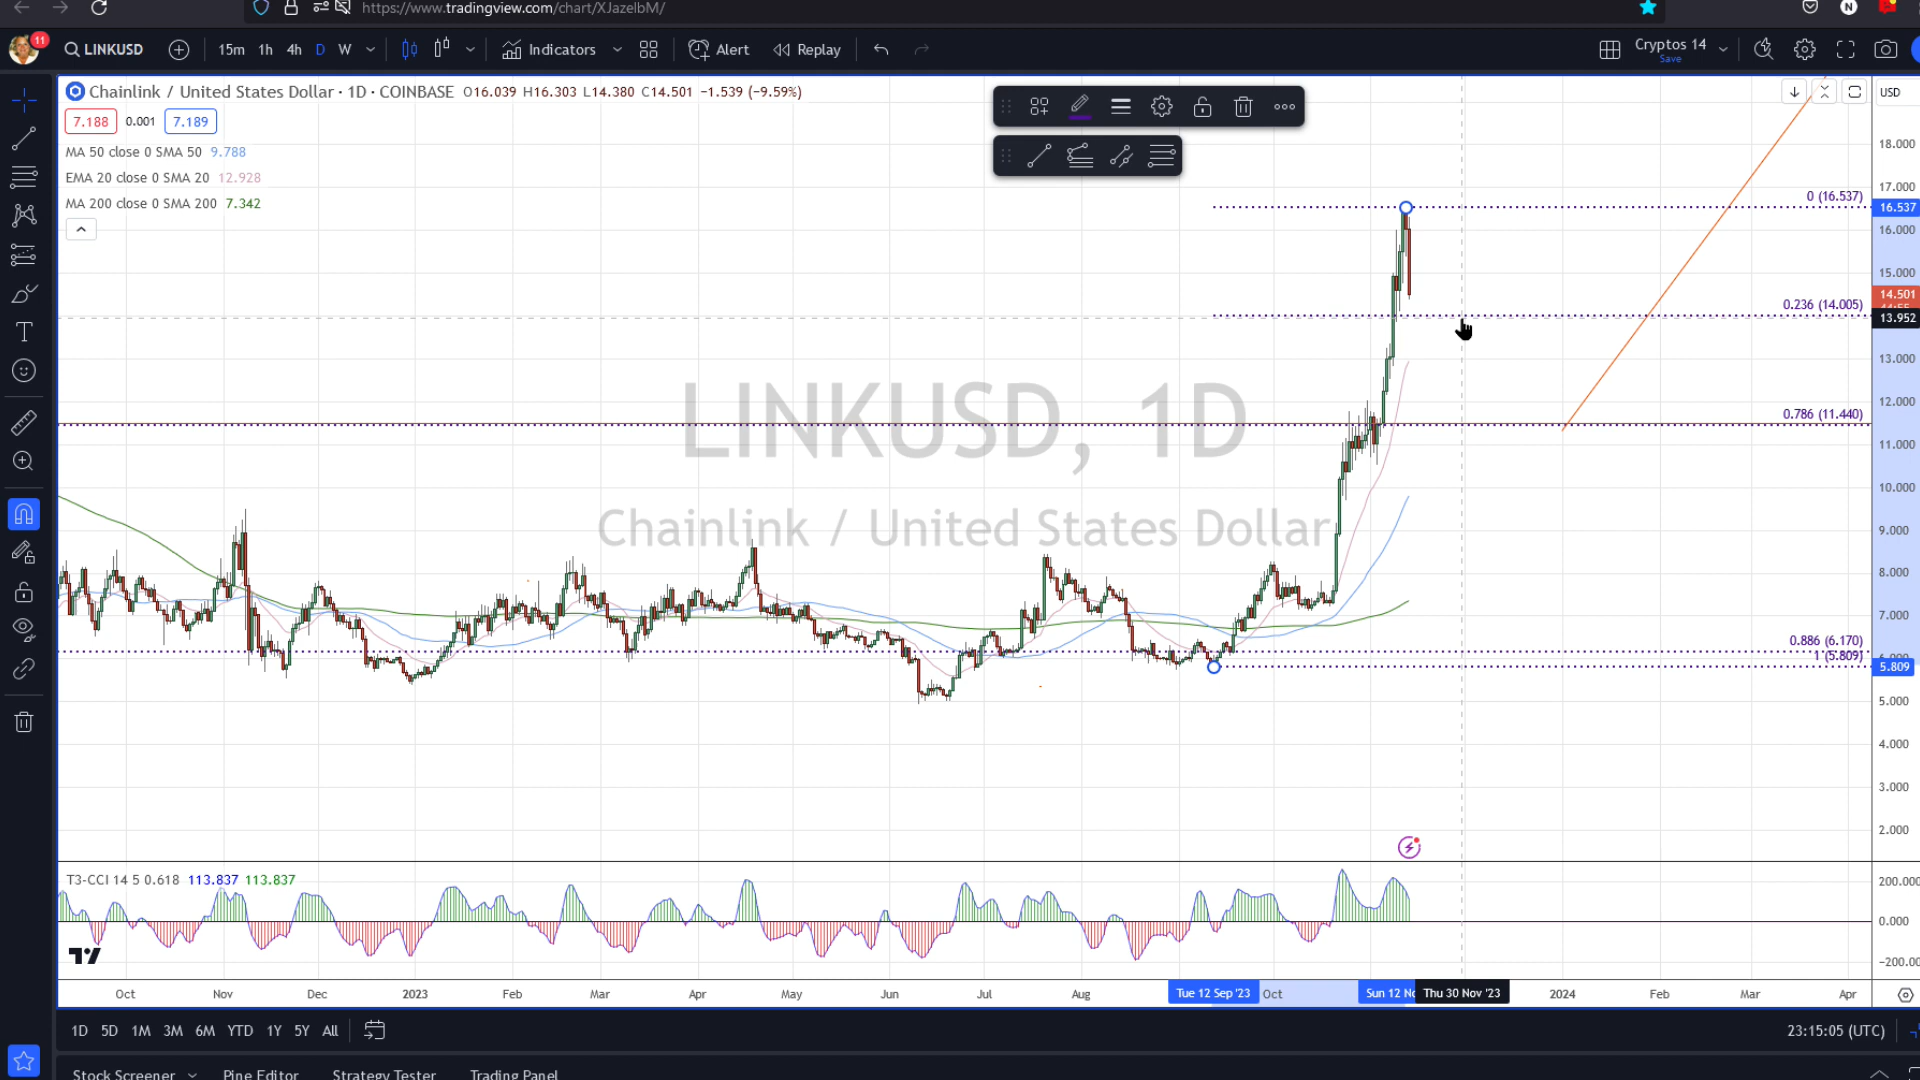 https://www.tradingview.com/chart/XJazelbM/
N
11
LINKUSD 15m 1h 4h D W Indicators Alert Replay Cryptos 14
Save
Chainlink / United States Dollar · 1D · COINBASE O16.039 H16.303 L14.380 C14.501 −1.539 (−9.59%)
USD
7.188 0.001 7.189
MA 50 close 0 SMA 50 9.788
EMA 20 close 0 SMA 20 12.928
MA 200 close 0 SMA 200 7.342
18.000
17.000
0 (16.537)
16.537
16.000
15.000
14.501
0.236 (14.005)
13.952
13.000
12.000
0.786 (11.440)
11.000
10.000
9.000
8.000
7.000
0.886 (6.170)
1 (5.809)
5.809
5.000
4.000
3.000
2.000
LINKUSD, 1D
Chainlink / United States Dollar
T3-CCI 14 5 0.618 113.837 113.837
200.000
0.000
−200.00
Oct Nov Dec 2023 Feb Mar Apr May Jun Jul Aug Tue 12 Sep '23 Oct Sun 12 No Thu 30 Nov '23 2024 Feb Mar Apr
1D 5D 1M 3M 6M YTD 1Y 5Y All 23:15:05 (UTC)
Stock Screener Pine Editor Strategy Tester Trading Panel